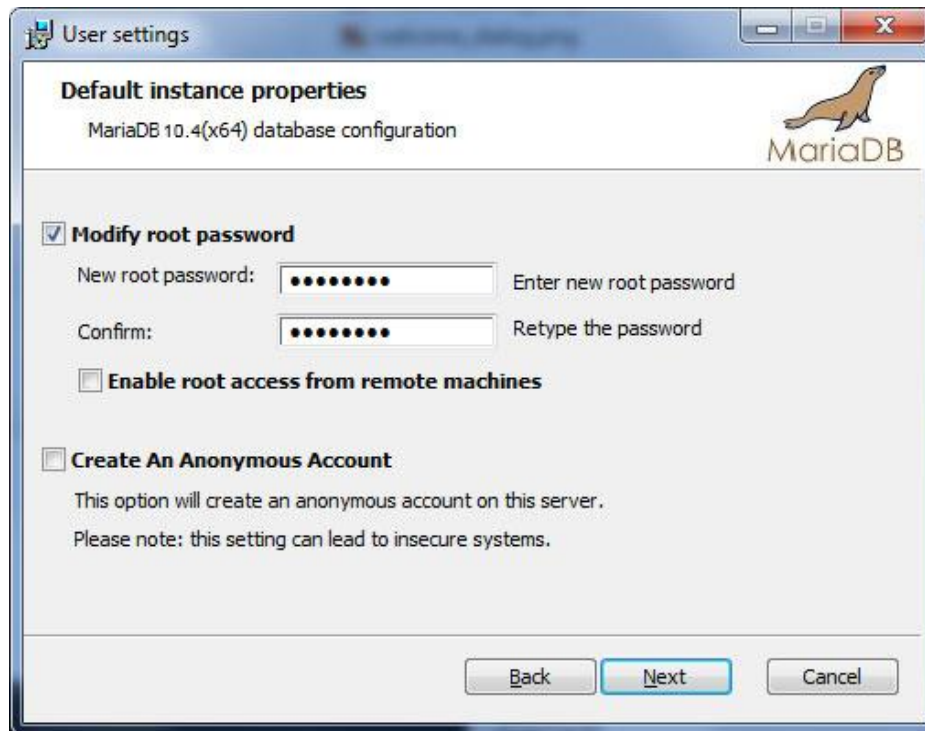 User settings
Default instance properties
MariaDB 10.4(x64) database configuration
MariaDB
Modify root password
New root password: ●●●●●●●● Enter new root password
Confirm: ●●●●●●●● Retype the password
Enable root access from remote machines
Create An Anonymous Account
This option will create an anonymous account on this server.
Please note: this setting can lead to insecure systems.
Back Next Cancel